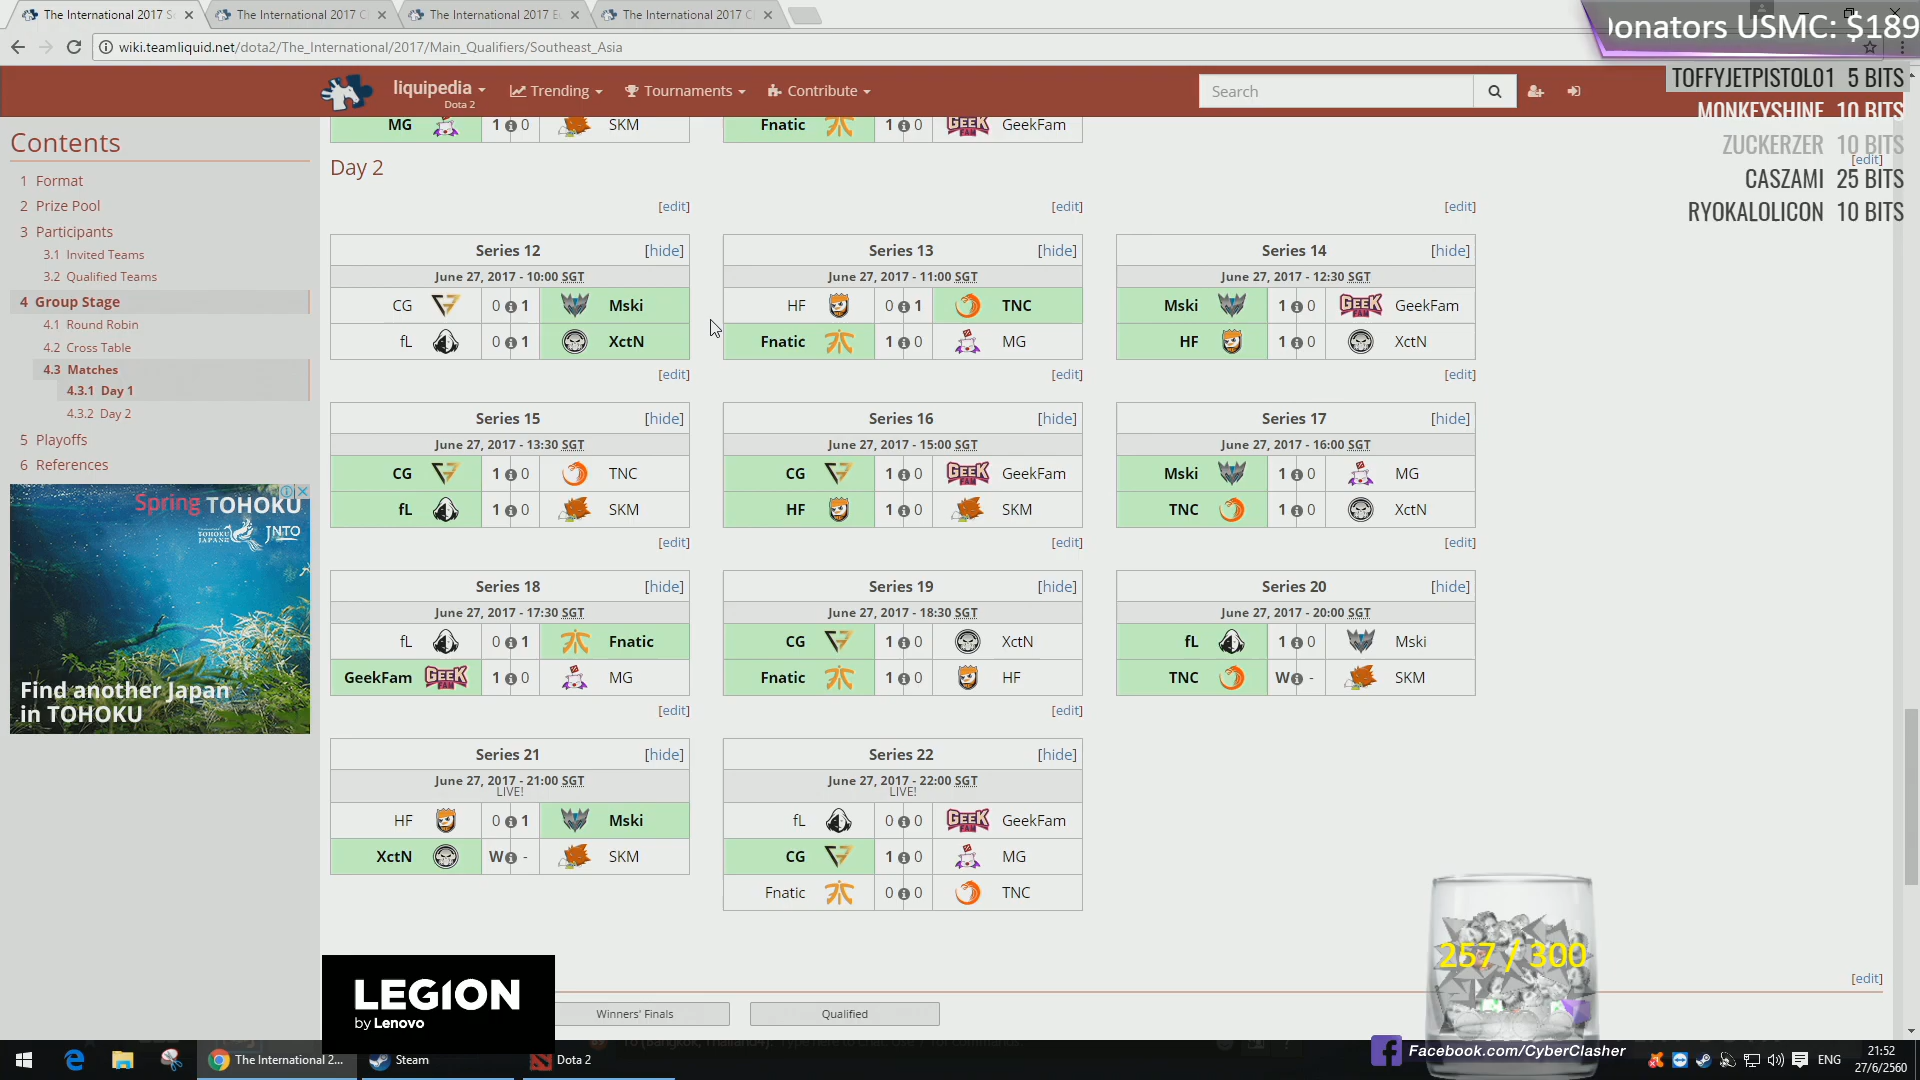 The International 2017 S
The International 2017 C
The International 2017 E
The International 2017 C
wiki.teamliquid.net/dota2/The_International/2017/Main_Qualifiers/Southeast_Asia
Donators USMC: $189
liquipedia
Dota 2
Trending
Tournaments
Contribute
Search
TOFFYJETPISTOL01 5 BITS
MONKEYSHINE 10 BITS
ZUCKERZER 10 BITS
CASZAMI 25 BITS
RYOKALOLICON 10 BITS
Contents
1 Format
2 Prize Pool
3 Participants
3.1 Invited Teams
3.2 Qualified Teams
4 Group Stage
4.1 Round Robin
4.2 Cross Table
4.3 Matches
4.3.1 Day 1
4.3.2 Day 2
5 Playoffs
6 References
Spring TOHOKU
TOHOKU JAPAN
JNTO
Find another Japan
in TOHOKU
MG 1 0 SKM
Fnatic 1 0 GEEK FAM GeekFam
Day 2
[edit]
[edit]
[edit]
[edit]
Series 12 [hide]
June 27, 2017 - 10:00 SGT
CG 0 1 Mski
fL 0 1 XctN
Series 13 [hide]
June 27, 2017 - 11:00 SGT
HF 0 1 TNC
Fnatic 1 0 MG
Series 14 [hide]
June 27, 2017 - 12:30 SGT
Mski 1 0 GEEK FAM GeekFam
HF 1 0 XctN
[edit]
[edit]
[edit]
Series 15 [hide]
June 27, 2017 - 13:30 SGT
CG 1 0 TNC
fL 1 0 SKM
Series 16 [hide]
June 27, 2017 - 15:00 SGT
CG 1 0 GEEK FAM GeekFam
HF 1 0 SKM
Series 17 [hide]
June 27, 2017 - 16:00 SGT
Mski 1 0 MG
TNC 1 0 XctN
[edit]
[edit]
[edit]
Series 18 [hide]
June 27, 2017 - 17:30 SGT
fL 0 1 Fnatic
GeekFam GEEK FAM 1 0 MG
Series 19 [hide]
June 27, 2017 - 18:30 SGT
CG 1 0 XctN
Fnatic 1 0 HF
Series 20 [hide]
June 27, 2017 - 20:00 SGT
fL 1 0 Mski
TNC W - SKM
[edit]
[edit]
Series 21 [hide]
June 27, 2017 - 21:00 SGT
LIVE!
HF 0 1 Mski
XctN W - SKM
Series 22 [hide]
June 27, 2017 - 22:00 SGT
LIVE!
fL 0 0 GEEK FAM GeekFam
CG 1 0 MG
Fnatic 0 0 TNC
257 / 300
[edit]
LEGION
by Lenovo
Winners' Finals
Qualified
Facebook.com/CyberClasher
The International 2...
Steam
Dota 2
ENG
21:52
27/6/2560